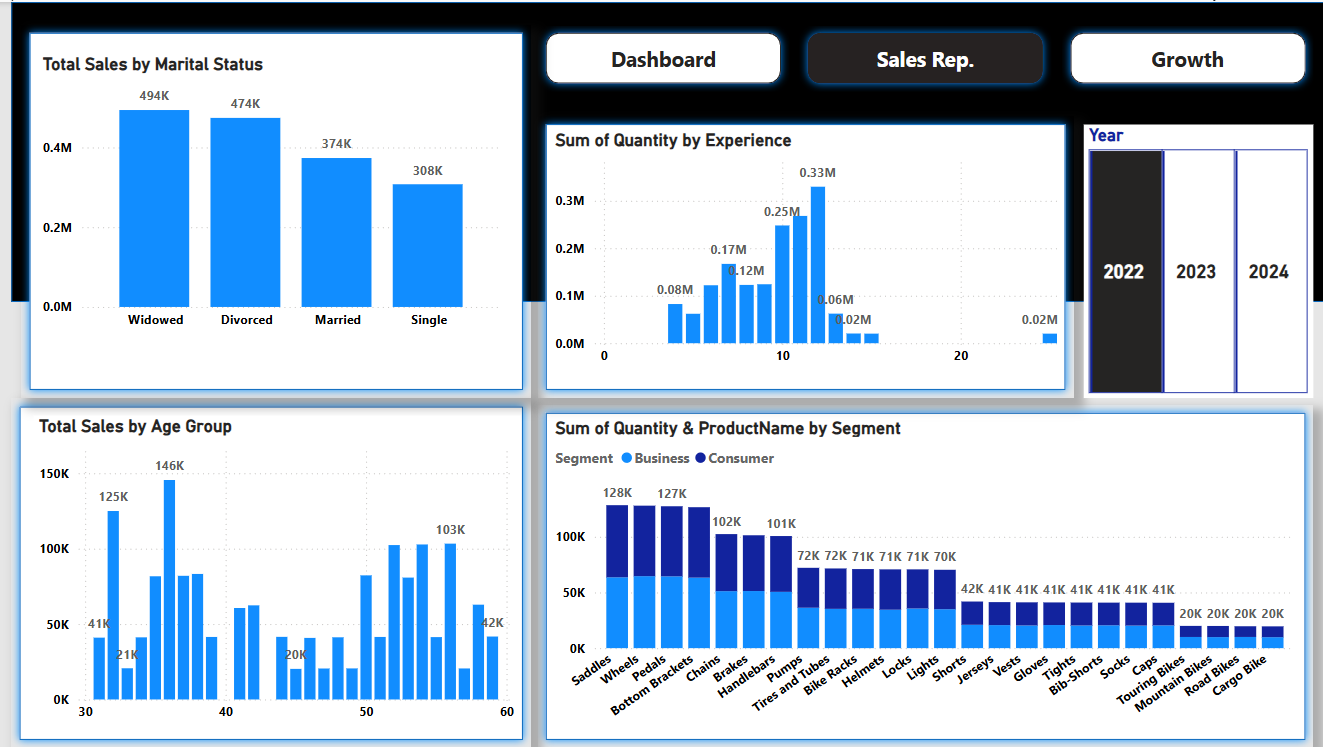 Total Sales by Marital Status
494K
474K
374K
308K
0.4M
0.2M
0.0M
Widowed Divorced Married Single
Dashboard
Sales Rep.
Growth
Sum of Quantity by Experience
0.33M
0.3M
0.25M
0.2M
0.17M
0.12M
0.1M
0.08M
0.06M
0.02M
0.02M
0.0M
0 10 20
Year
2022 2023 2024
Total Sales by Age Group
150K
146K
125K
103K
100K
50K
41K
21K
20K
42K
0K
30 40 50 60
Sum of Quantity & ProductName by Segment
Segment Business Consumer
128K 127K 102K 101K 72K 72K 71K 71K 71K 70K 42K 41K 41K 41K 41K 41K 41K 41K 20K 20K 20K 20K
100K
50K
0K
Saddles
Wheels
Pedals
Bottom Brackets
Chains
Brakes
Handlebars
Pumps
Tires and Tubes
Bike Racks
Helmets
Locks
Lights
Shorts
Jerseys
Vests
Gloves
Tights
Bib-Shorts
Socks
Caps
Touring Bikes
Mountain Bikes
Road Bikes
Cargo Bike